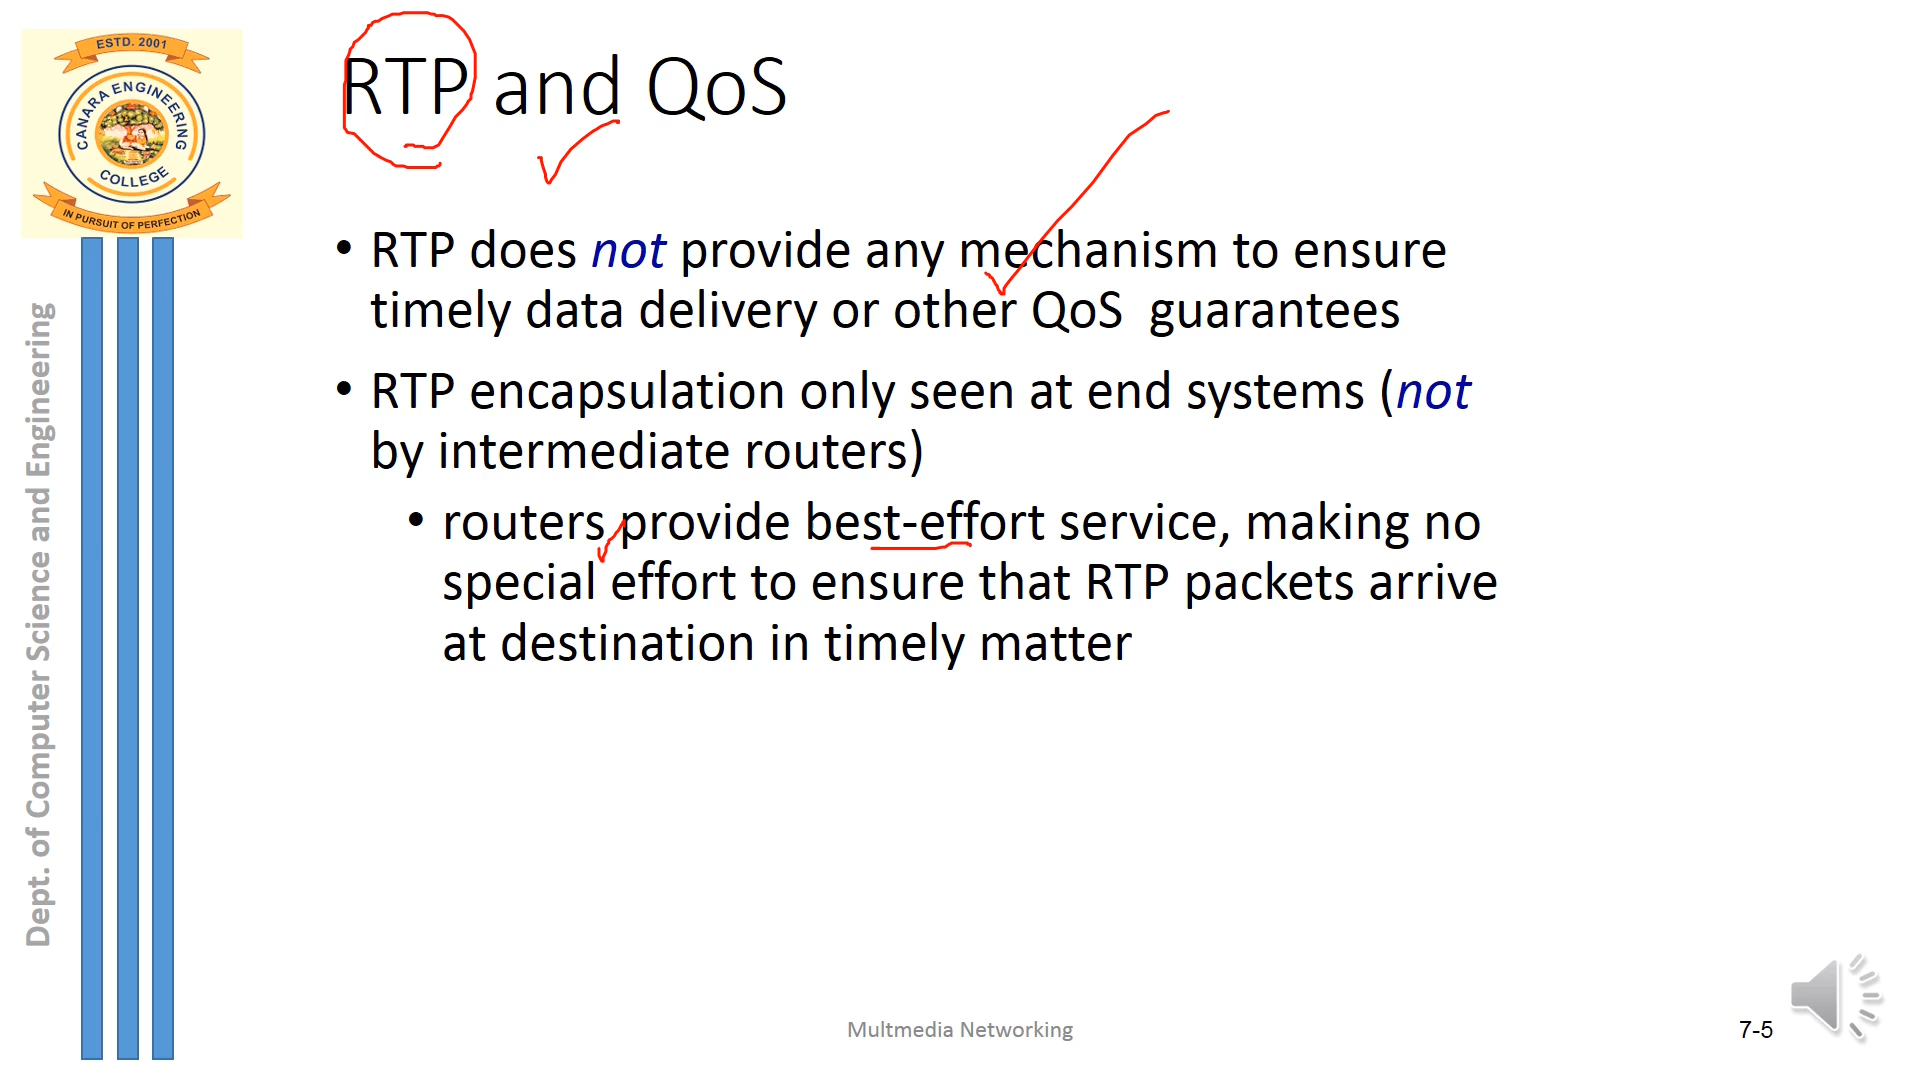 ESTD. 2001
CANARA ENGINEERING
COLLEGE
IN PURSUIT OF PERFECTION
Dept. of Computer Science and Engineering
RTP and QoS
• RTP does not provide any mechanism to ensure
timely data delivery or other QoS guarantees
• RTP encapsulation only seen at end systems (not
by intermediate routers)
• routers provide best-effort service, making no
special effort to ensure that RTP packets arrive
at destination in timely matter
Multmedia Networking
7-5